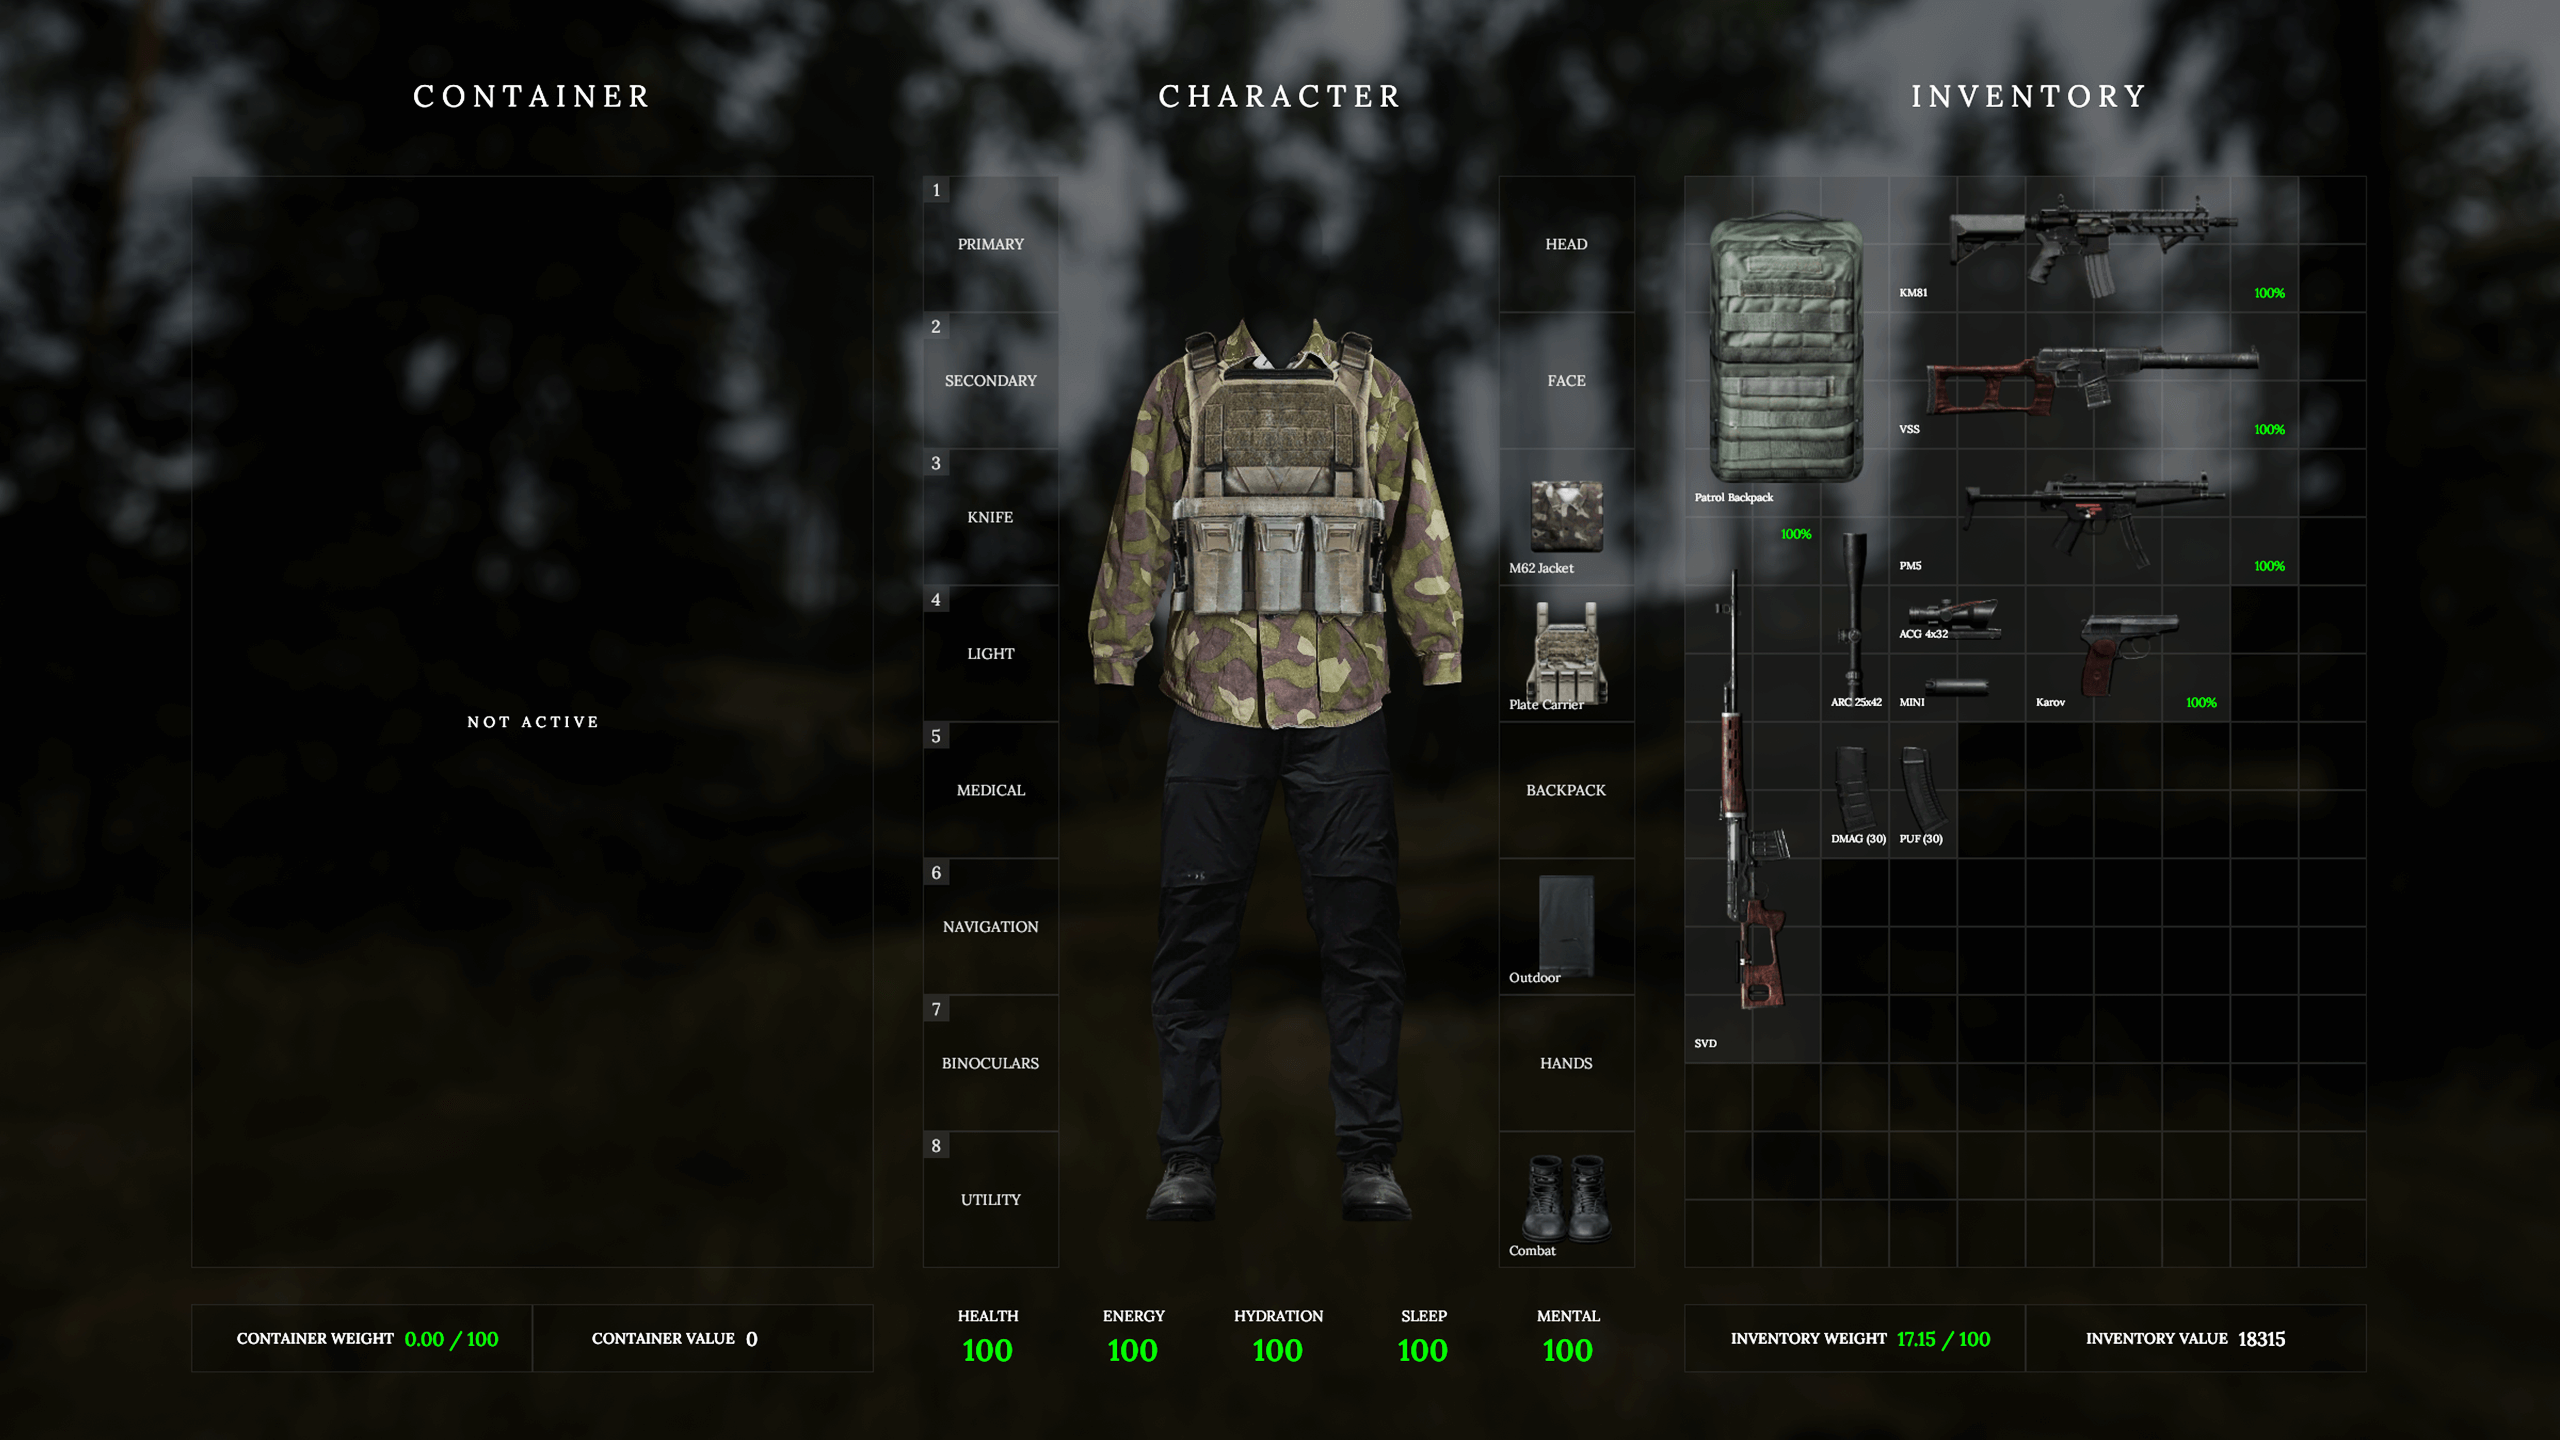 CONTAINER
NOT ACTIVE
CONTAINER WEIGHT 0.00 / 100
CONTAINER VALUE 0
CHARACTER
1
PRIMARY
2
SECONDARY
3
KNIFE
4
LIGHT
5
MEDICAL
6
NAVIGATION
7
BINOCULARS
8
UTILITY
HEAD
FACE
M62 Jacket
Plate Carrier
BACKPACK
Outdoor
HANDS
Combat
HEALTH
100
ENERGY
100
HYDRATION
100
SLEEP
100
MENTAL
100
INVENTORY
Patrol Backpack
KM81
100%
VSS
100%
PM5
100%
100%
10
ARC 25x42
ACG 4x32
MINI
Karov
100%
DMAG (30)
PUF (30)
SVD
INVENTORY WEIGHT 17.15 / 100
INVENTORY VALUE 18315